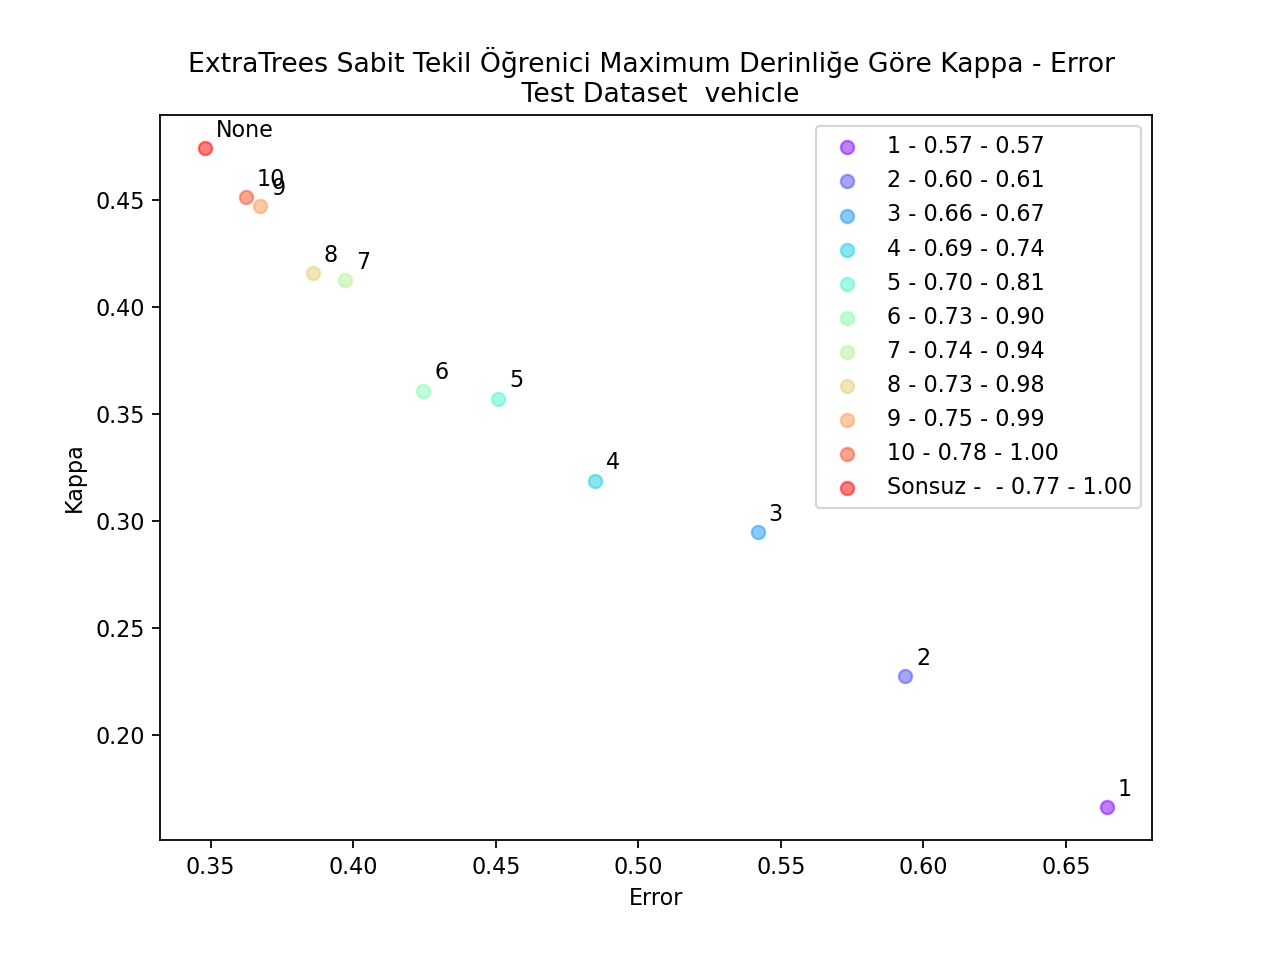 ExtraTrees Sabit Tekil Öğrenici Maximum Derinliğe Göre Kappa - Error
Test Dataset  vehicle
None
10
9
8
7
6
5
4
3
2
1
1 - 0.57 - 0.57
2 - 0.60 - 0.61
3 - 0.66 - 0.67
4 - 0.69 - 0.74
5 - 0.70 - 0.81
6 - 0.73 - 0.90
7 - 0.74 - 0.94
8 - 0.73 - 0.98
9 - 0.75 - 0.99
10 - 0.78 - 1.00
Sonsuz -  - 0.77 - 1.00
0.45
0.40
0.35
0.30
0.25
0.20
Kappa
0.35 0.40 0.45 0.50 0.55 0.60 0.65
Error